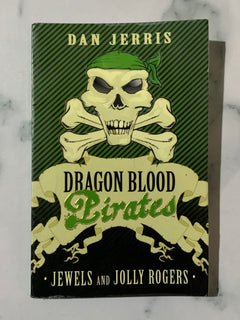 DAN JERRIS
DRAGON BLOOD
Pirates
· JEWELS AND JOLLY ROGERS ·